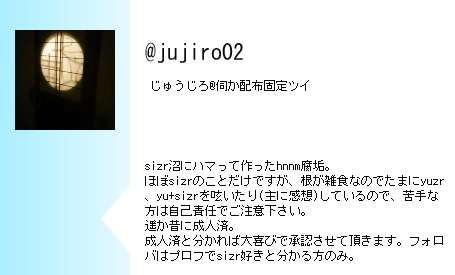 @jujiro02
じゅうじろ@伺か配布固定ツイ
sizr沼にハマって作ったhnnm腐垢。
ほぼsizrのことだけですが、根が雑食なのでたまにyuzr
、yu+sizrを呟いたり(主に感想)しているので、苦手な
方は自己責任でご注意下さい。
遥か昔に成人済。
成人済と分かれば大喜びで承認させて頂きます。フォロ
バはプロフでsizr好きと分かる方のみ。